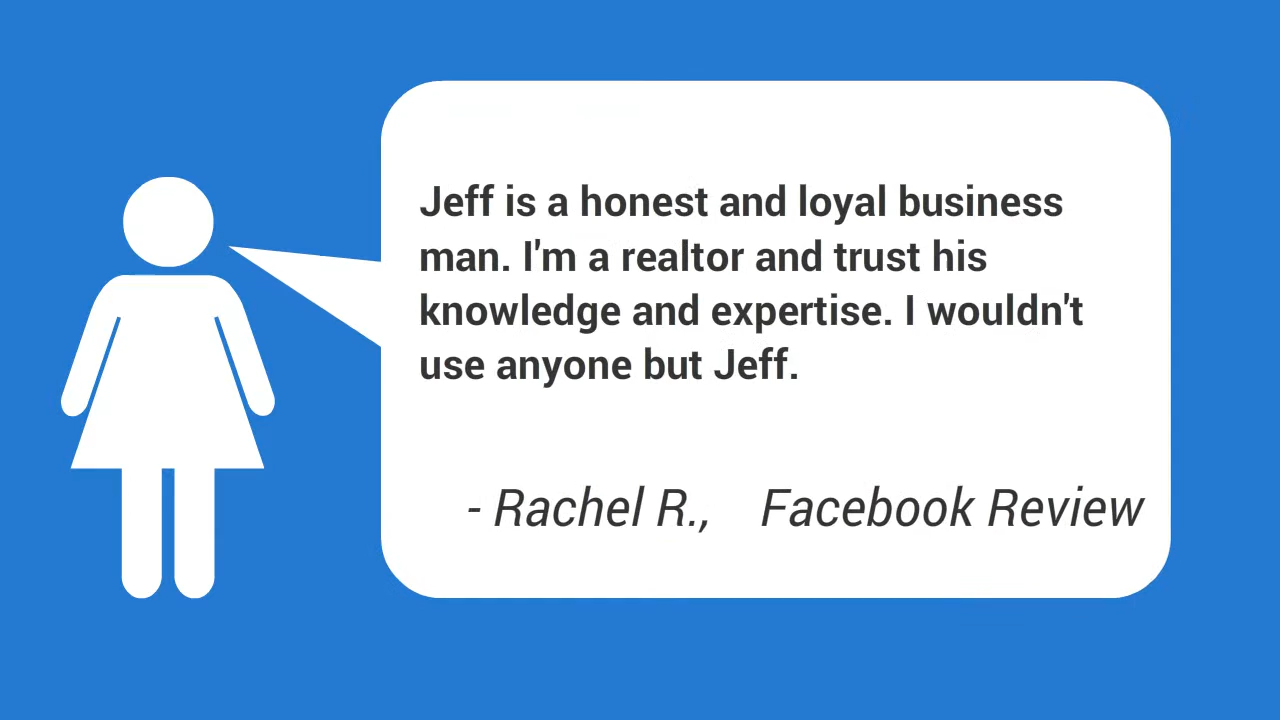 Jeff is a honest and loyal business
man. I'm a realtor and trust his
knowledge and expertise. I wouldn't
use anyone but Jeff.
- Rachel R., Facebook Review